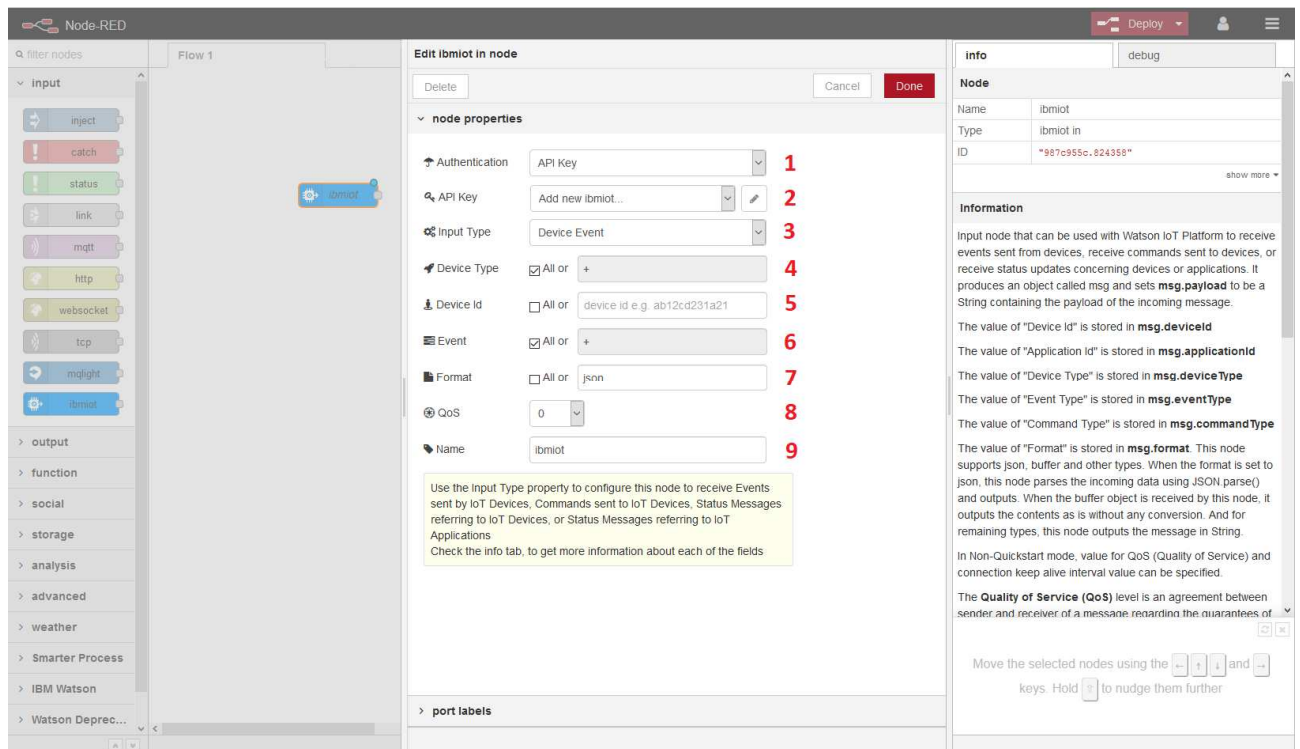 Node-RED
Deploy
filter nodes
Flow 1
input
inject
catch
status
link
mqtt
http
websocket
tcp
mqlight
ibmiot
output
function
social
storage
analysis
advanced
weather
Smarter Process
IBM Watson
Watson Deprec...
ibmiot
Edit ibmiot in node
Delete
Cancel
Done
node properties
Authentication API Key 1
API Key Add new ibmiot... 2
Input Type Device Event 3
Device Type All or + 4
Device Id All or device id e.g. ab12cd231a21 5
Event All or + 6
Format All or json 7
QoS 0 8
Name ibmiot 9
Use the Input Type property to configure this node to receive Events
sent by IoT Devices, Commands sent to IoT Devices, Status Messages
referring to IoT Devices, or Status Messages referring to IoT
Applications
Check the info tab, to get more information about each of the fields
port labels
info
debug
Node
Name ibmiot
Type ibmiot in
ID "987c955c.824358"
show more
Information
Input node that can be used with Watson IoT Platform to receive
events sent from devices, receive commands sent to devices, or
receive status updates concerning devices or applications. It
produces an object called msg and sets msg.payload to be a
String containing the payload of the incoming message.
The value of "Device Id" is stored in msg.deviceId
The value of "Application Id" is stored in msg.applicationId
The value of "Device Type" is stored in msg.deviceType
The value of "Event Type" is stored in msg.eventType
The value of "Command Type" is stored in msg.commandType
The value of "Format" is stored in msg.format. This node
supports json, buffer and other types. When the format is set to
json, this node parses the incoming data using JSON.parse()
and outputs. When the buffer object is received by this node, it
outputs the contents as is without any conversion. And for
remaining types, this node outputs the message in String.
In Non-Quickstart mode, value for QoS (Quality of Service) and
connection keep alive interval value can be specified.
The Quality of Service (QoS) level is an agreement between
sender and receiver of a message regarding the guarantees of
Move the selected nodes using the ← ↑ ↓ and →
keys. Hold to nudge them further